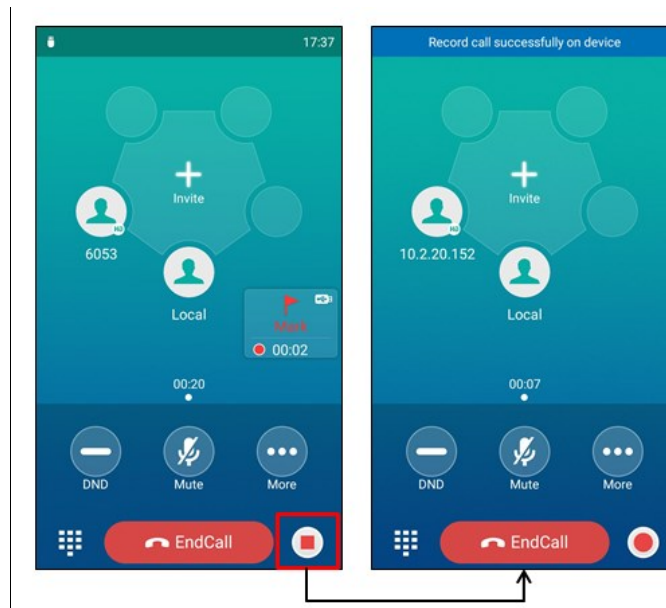 17:37
Invite
6053
Local
Mark
00:02
00:20
DND
Mute
More
EndCall
Record call successfully on device
Invite
10.2.20.152
Local
00:07
DND
Mute
More
EndCall